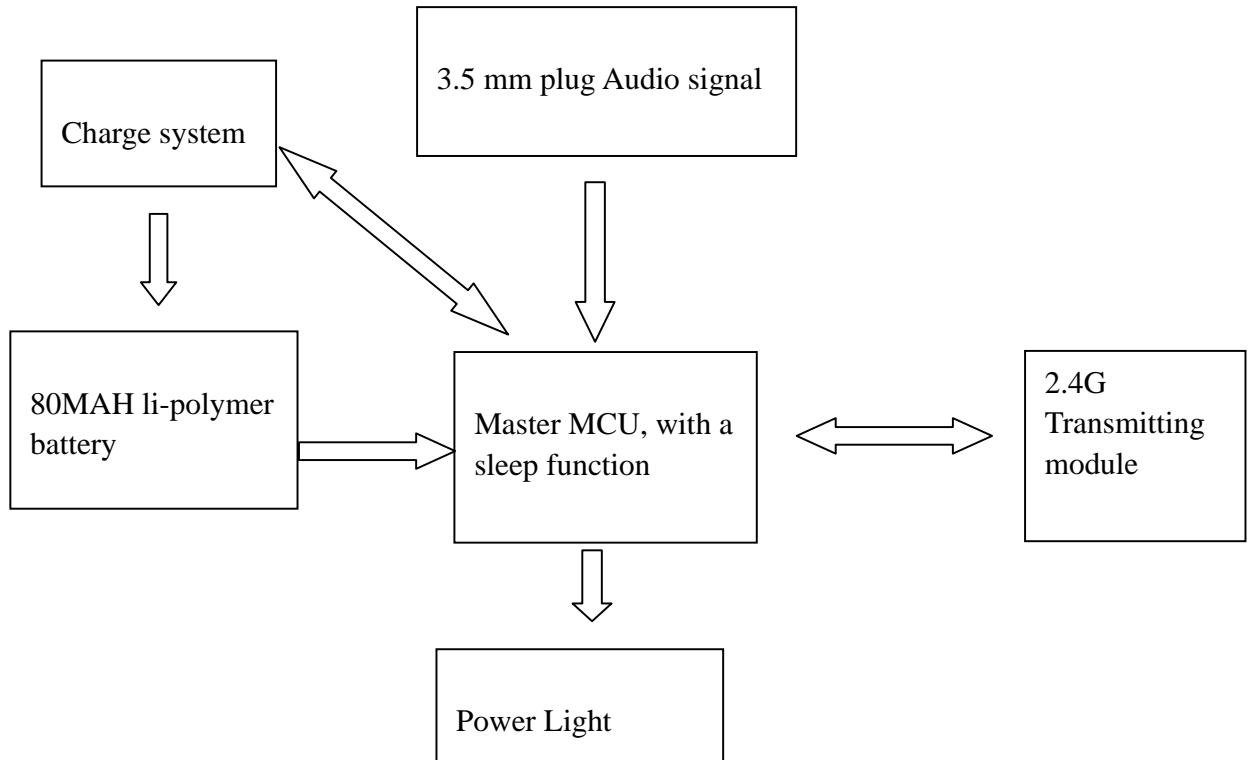 3.5 mm plug Audio signal
Charge system
80MAH li-polymer
battery
Master MCU, with a
sleep function
2.4G
Transmitting
module
Power Light